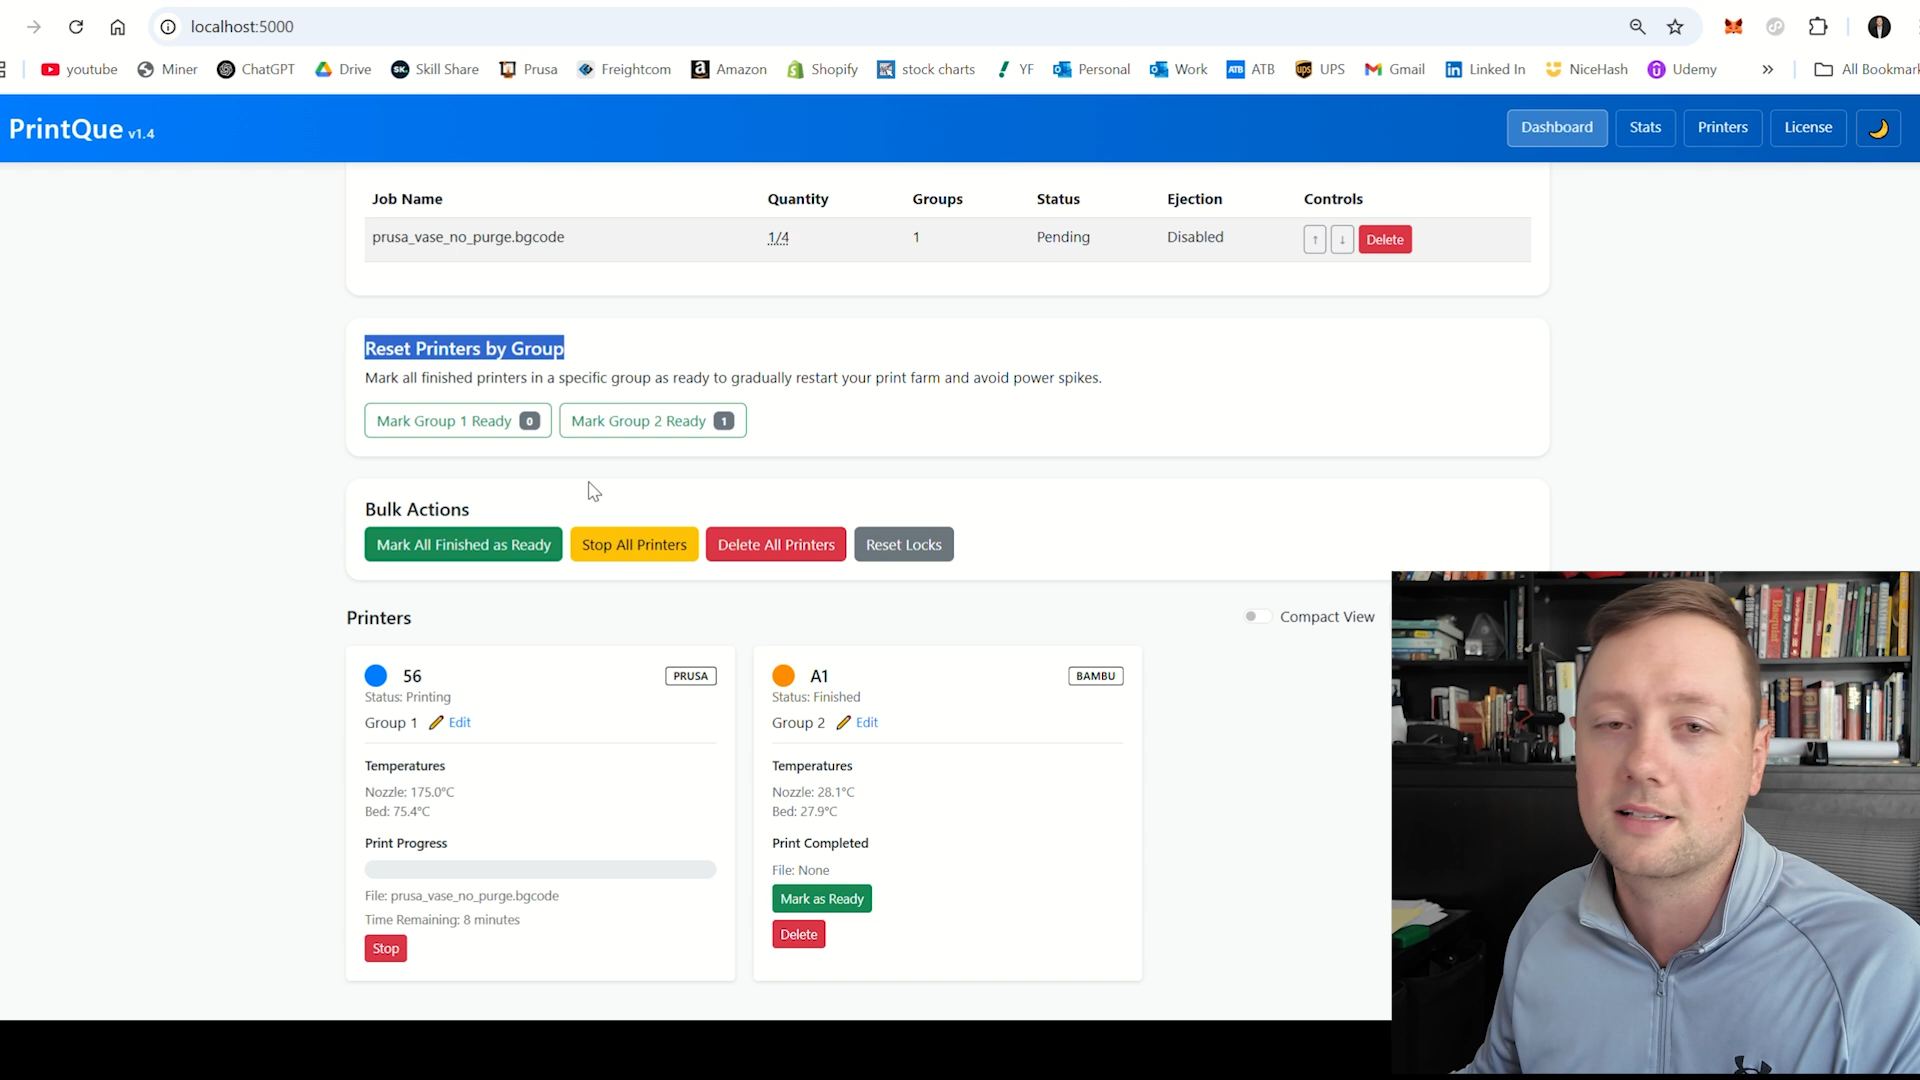 localhost:5000
youtube Miner ChatGPT Drive Skill Share Prusa Freightcom Amazon Shopify stock charts YF Personal Work ATB UPS Gmail Linked In NiceHash Udemy » All Bookmark
PrintQue v1.4
Dashboard Stats Printers License
Job Name Quantity Groups Status Ejection Controls
prusa_vase_no_purge.bgcode 1/4 1 Pending Disabled ↑ ↓ Delete
Reset Printers by Group
Mark all finished printers in a specific group as ready to gradually restart your print farm and avoid power spikes.
Mark Group 1 Ready 0 Mark Group 2 Ready 1
Bulk Actions
Mark All Finished as Ready Stop All Printers Delete All Printers Reset Locks
Printers
Compact View
56 PRUSA
Status: Printing
Group 1 Edit
Temperatures
Nozzle: 175.0°C
Bed: 75.4°C
Print Progress
File: prusa_vase_no_purge.bgcode
Time Remaining: 8 minutes
Stop
A1 BAMBU
Status: Finished
Group 2 Edit
Temperatures
Nozzle: 28.1°C
Bed: 27.9°C
Print Completed
File: None
Mark as Ready
Delete